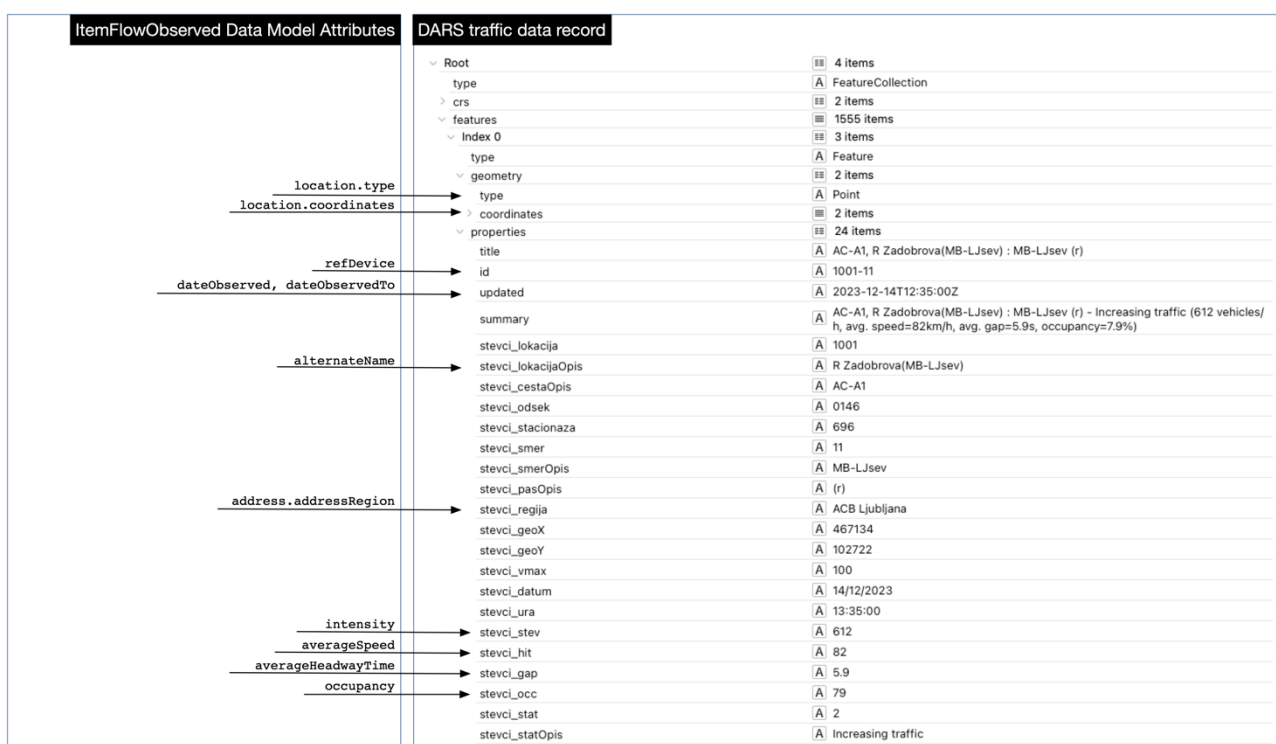 ItemFlowObserved Data Model Attributes DARS traffic data record
Root 4 items
type A FeatureCollection
crs 2 items
features 1555 items
Index 0 3 items
type A Feature
geometry 2 items
location.type type A Point
location.coordinates coordinates 2 items
properties 24 items
title A AC-A1, R Zadobrova(MB-LJsev) : MB-LJsev (r)
refDevice id A 1001-11
dateObserved, dateObservedTo updated A 2023-12-14T12:35:00Z
summary A AC-A1, R Zadobrova(MB-LJsev) : MB-LJsev (r) - Increasing traffic (612 vehicles/
h, avg. speed=82km/h, avg. gap=5.9s, occupancy=7.9%)
stevci_lokacija A 1001
alternateName stevci_lokacijaOpis A R Zadobrova(MB-LJsev)
stevci_cestaOpis A AC-A1
stevci_odsek A 0146
stevci_stacionaza A 696
stevci_smer A 11
stevci_smerOpis A MB-LJsev
stevci_pasOpis A (r)
address.addressRegion stevci_regija A ACB Ljubljana
stevci_geoX A 467134
stevci_geoY A 102722
stevci_vmax A 100
stevci_datum A 14/12/2023
stevci_ura A 13:35:00
intensity stevci_stev A 612
averageSpeed stevci_hit A 82
averageHeadwayTime stevci_gap A 5.9
occupancy stevci_occ A 79
stevci_stat A 2
stevci_statOpis A Increasing traffic